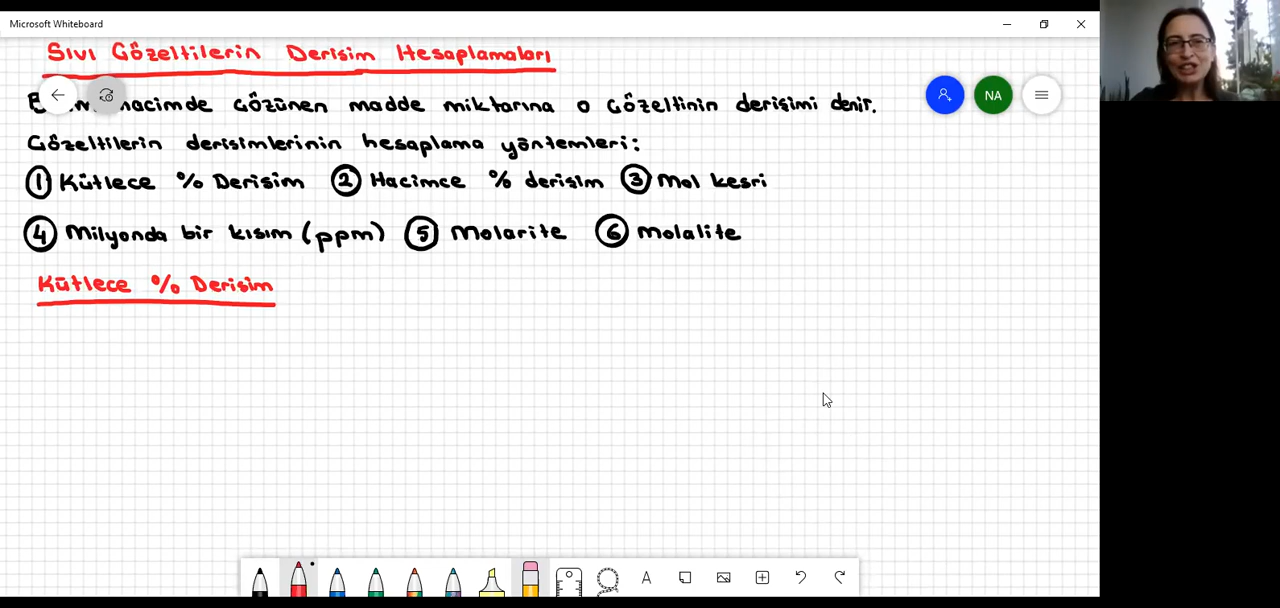 Microsoft Whiteboard
Sıvı Çözeltilerin Derişim Hesaplamaları
hacimde çözünen madde miktarına o çözeltinin derişimi denir.
NA
Çözeltilerin derişimlerinin hesaplama yöntemleri:
1 Kütlece % Derişim 2 Hacimce % derişim 3 Mol kesri
4 Milyonda bir kısım (ppm) 5 Molarite 6 Molalite
Kütlece % Derişim
A